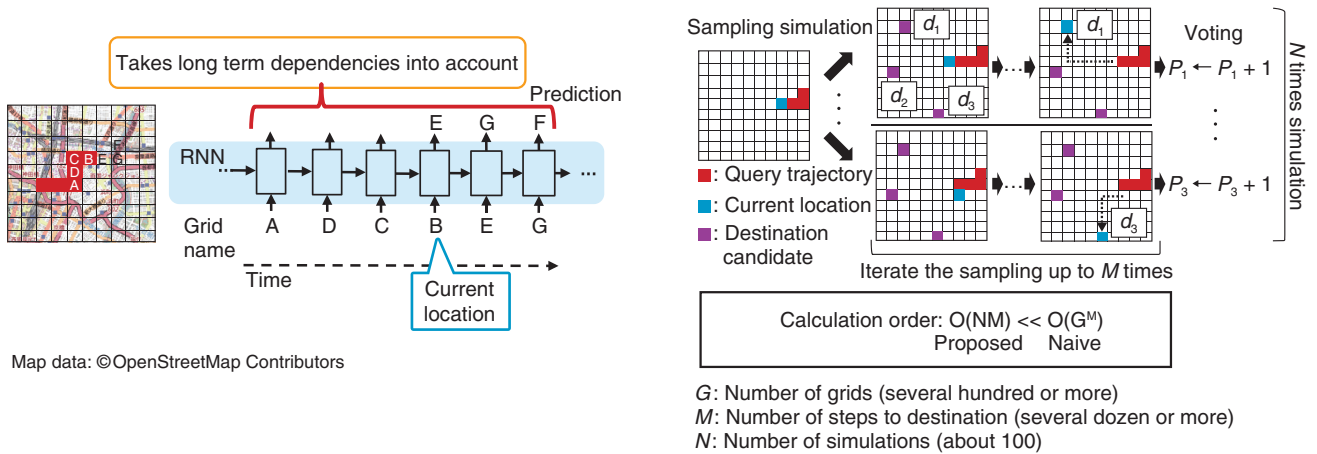 Takes long term dependencies into account
Prediction
E G F
RNN
... ...
Grid
name
A D C B E G
Time
Current
location
C B E G F
D
A
Map data: ©OpenStreetMap Contributors
Sampling simulation
d1
d2
d3
...
d1
Voting
P1 ← P1 + 1
...
d3
P3 ← P3 + 1
N times simulation
: Query trajectory
: Current location
: Destination
candidate
Iterate the sampling up to M times
Calculation order: O(NM) << O(G^M)
Proposed Naive
G: Number of grids (several hundred or more)
M: Number of steps to destination (several dozen or more)
N: Number of simulations (about 100)